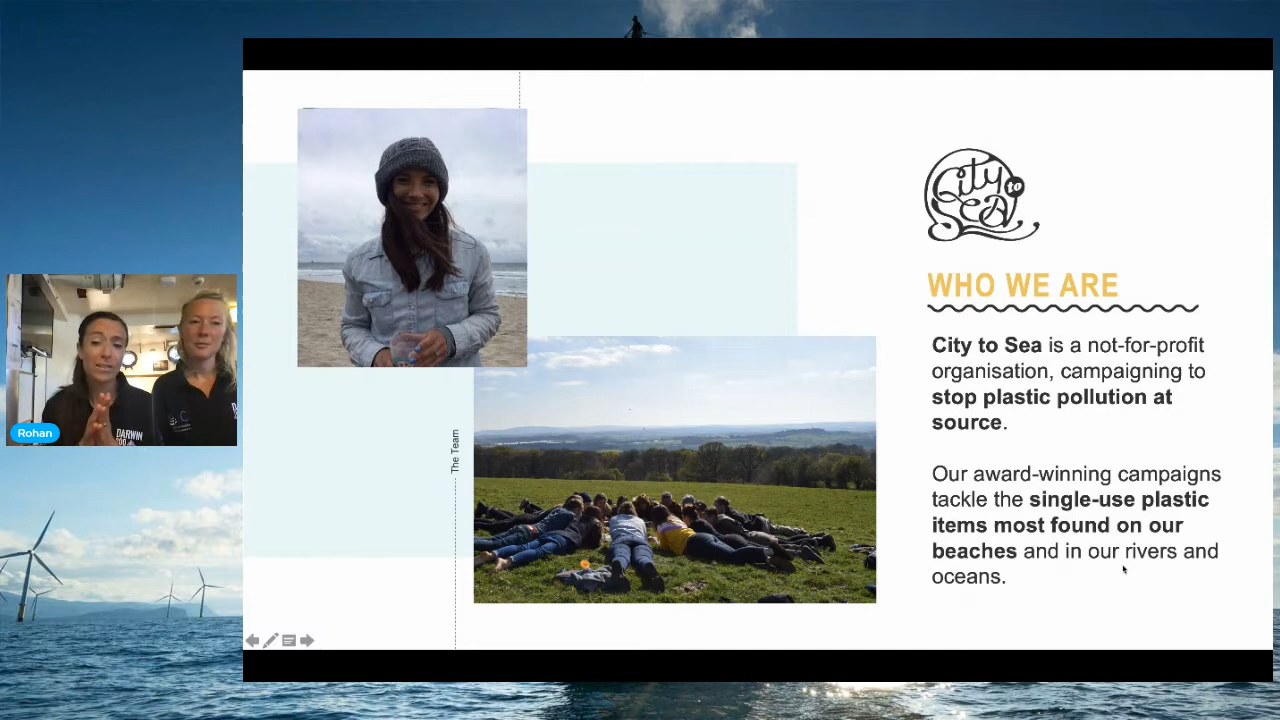 City to
SEA
WHO WE ARE
City to Sea is a not-for-profit
organisation, campaigning to
stop plastic pollution at
source.
Our award-winning campaigns
tackle the single-use plastic
items most found on our
beaches and in our rivers and
oceans.
The Team
Rohan
DARWIN